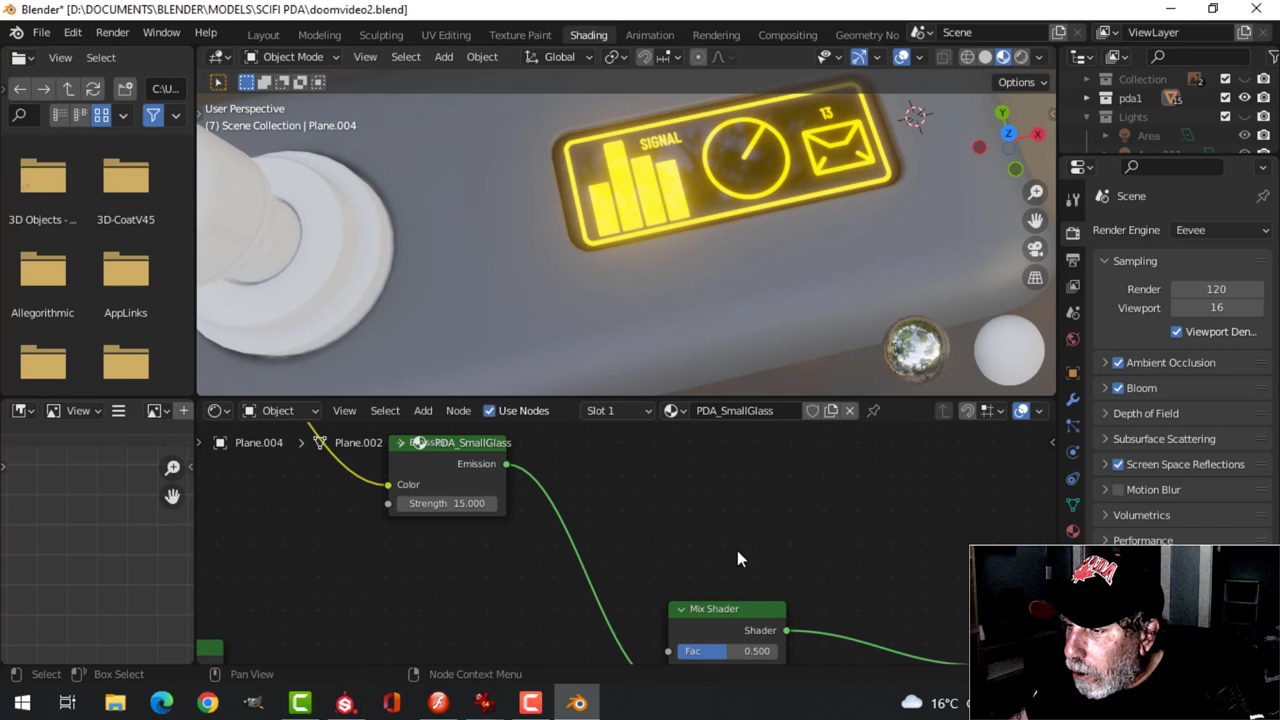 Blender* [D:\DOCUMENTS\BLENDER\MODELS\SCIFI PDA\doomvideo2.blend]
File Edit Render Window Help
Layout Modeling Sculpting UV Editing Texture Paint Shading Animation Rendering Compositing Geometry No
Scene
ViewLayer
View Select
Object Mode View Select Add Object
Global
Options
C:\U...
3D Objects - ...
3D-CoatV45
Allegorithmic
AppLinks
User Perspective
(7) Scene Collection | Plane.004
SIGNAL
13
Z
Y
X
Collection
2
pda1
15
Lights
Area
Scene
Render Engine
Eevee
Sampling
Render
120
Viewport
16
Viewport Den...
Ambient Occlusion
Bloom
Depth of Field
Subsurface Scattering
Screen Space Reflections
Motion Blur
Volumetrics
Performance
View
Object View Select Add Node Use Nodes
Slot 1
PDA_SmallGlass
Plane.004
Plane.002
PDA_SmallGlass
Emission
Color
Strength 15.000
Mix Shader
Shader
Fac 0.500
Select
Box Select
Pan View
Node Context Menu
16°C